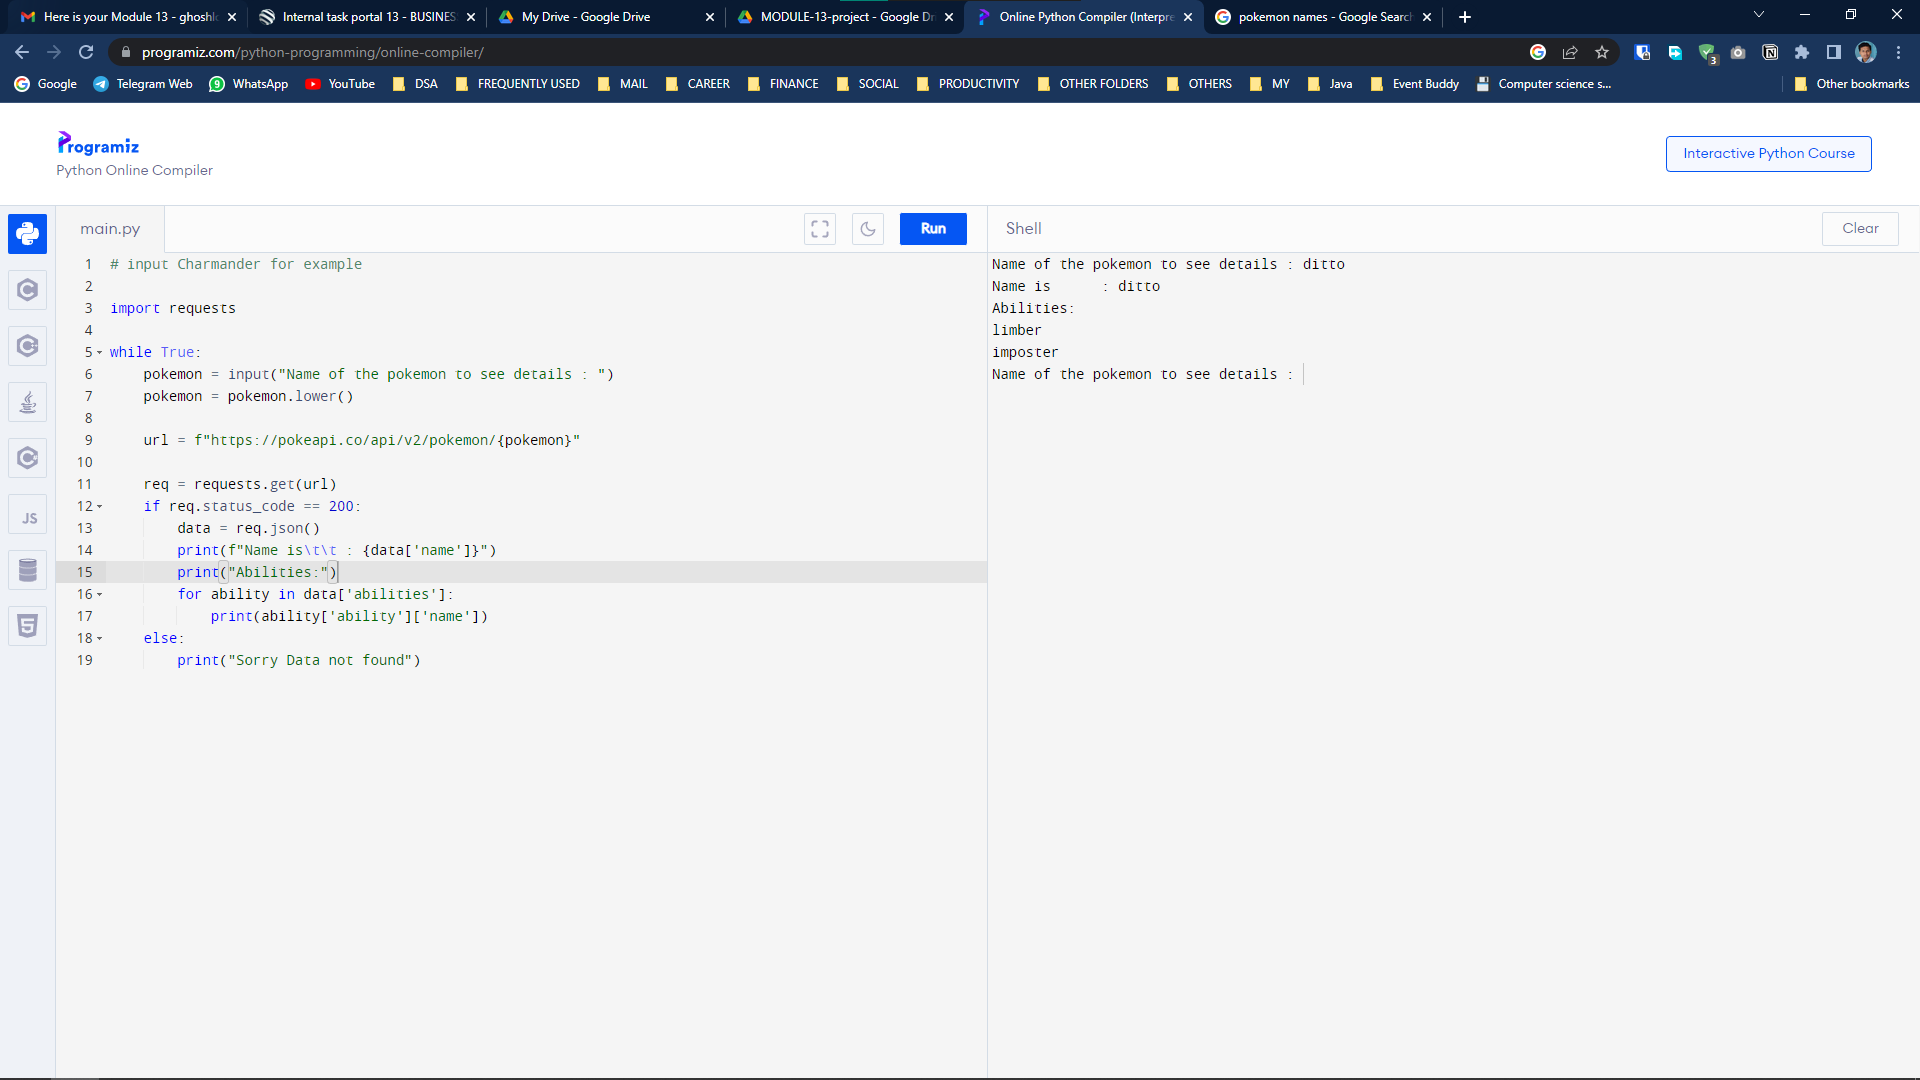 Here is your Module 13 - ghoshl
Internal task portal 13 - BUSINES
My Drive - Google Drive
MODULE-13-project - Google Dr
Online Python Compiler (Interpre
pokemon names - Google Search
programiz.com/python-programming/online-compiler/
3
Google
Telegram Web
9
WhatsApp
YouTube
DSA
FREQUENTLY USED
MAIL
CAREER
FINANCE
SOCIAL
PRODUCTIVITY
OTHER FOLDERS
OTHERS
MY
Java
Event Buddy
Computer science s...
Other bookmarks
Programiz
Python Online Compiler
Interactive Python Course
main.py
Run
Shell
Clear
JS
1 # input Charmander for example
2
3 import requests
4
5 while True:
6 pokemon = input("Name of the pokemon to see details : ")
7 pokemon = pokemon.lower()
8
9 url = f"https://pokeapi.co/api/v2/pokemon/{pokemon}"
10
11 req = requests.get(url)
12 if req.status_code == 200:
13 data = req.json()
14 print(f"Name is\t\t : {data['name']}")
15 print("Abilities:")
16 for ability in data['abilities']:
17 print(ability['ability']['name'])
18 else:
19 print("Sorry Data not found")
Name of the pokemon to see details : ditto
Name is : ditto
Abilities:
limber
imposter
Name of the pokemon to see details :